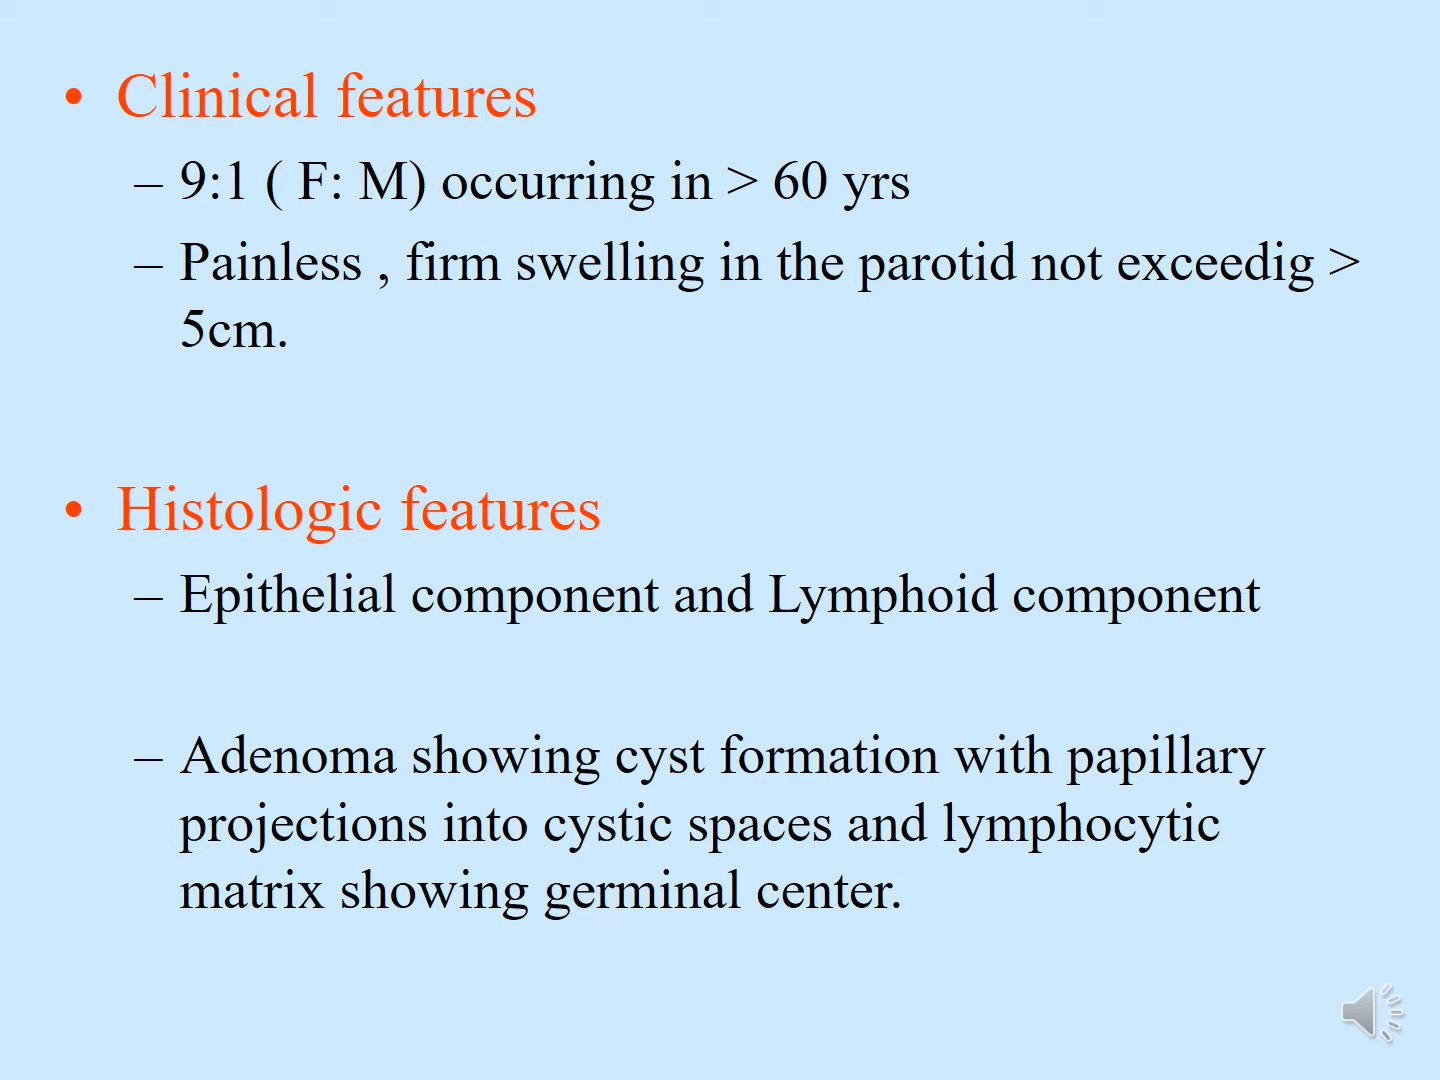 • Clinical features
– 9:1 ( F: M) occurring in > 60 yrs
– Painless , firm swelling in the parotid not exceedig >
5cm.
• Histologic features
– Epithelial component and Lymphoid component
– Adenoma showing cyst formation with papillary
projections into cystic spaces and lymphocytic
matrix showing germinal center.